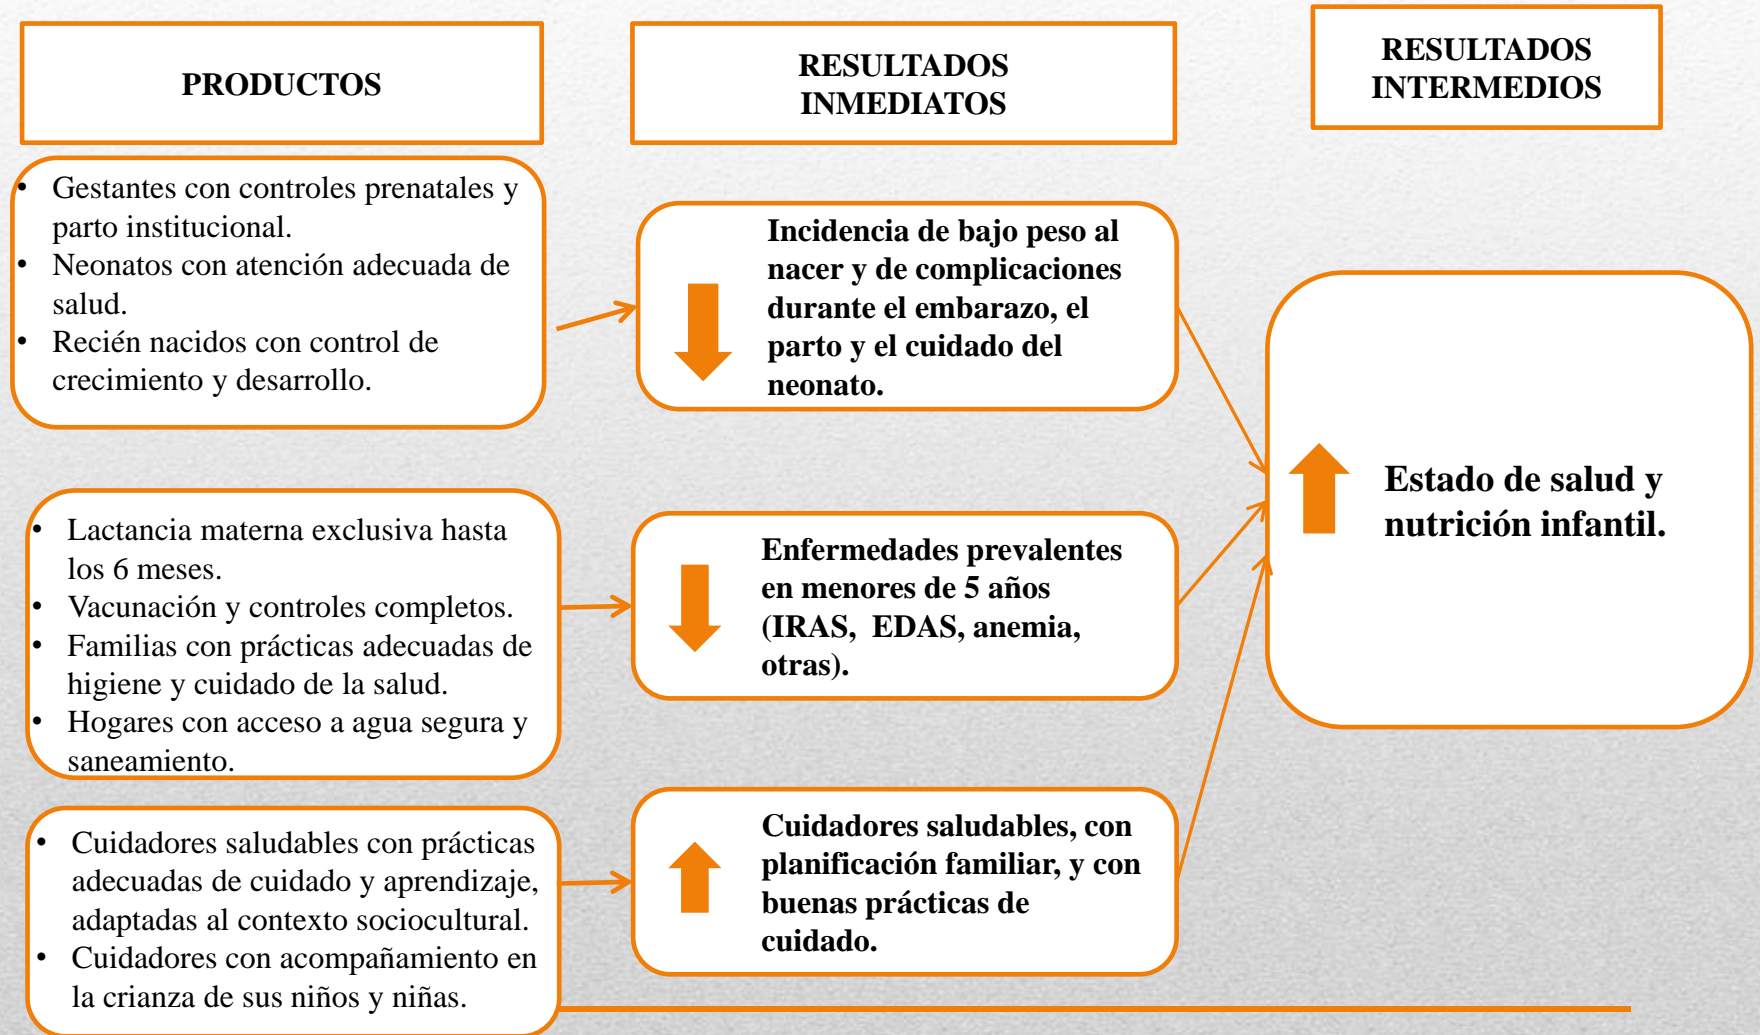 PRODUCTOS
• Gestantes con controles prenatales y
parto institucional.
• Neonatos con atención adecuada de
salud.
• Recién nacidos con control de
crecimiento y desarrollo.
• Lactancia materna exclusiva hasta
los 6 meses.
• Vacunación y controles completos.
• Familias con prácticas adecuadas de
higiene y cuidado de la salud.
• Hogares con acceso a agua segura y
saneamiento.
• Cuidadores saludables con prácticas
adecuadas de cuidado y aprendizaje,
adaptadas al contexto sociocultural.
• Cuidadores con acompañamiento en
la crianza de sus niños y niñas.
RESULTADOS
INMEDIATOS
Incidencia de bajo peso al
nacer y de complicaciones
durante el embarazo, el
parto y el cuidado del
neonato.
Enfermedades prevalentes
en menores de 5 años
(IRAS, EDAS, anemia,
otras).
Cuidadores saludables, con
planificación familiar, y con
buenas prácticas de
cuidado.
RESULTADOS
INTERMEDIOS
Estado de salud y
nutrición infantil.